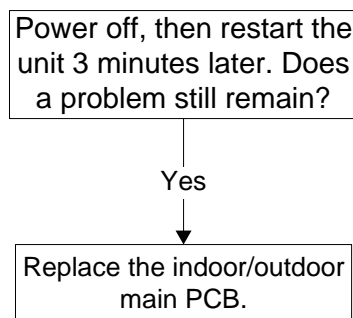 Power off, then restart the
unit 3 minutes later. Does
a problem still remain?
Yes
Replace the indoor/outdoor
main PCB.